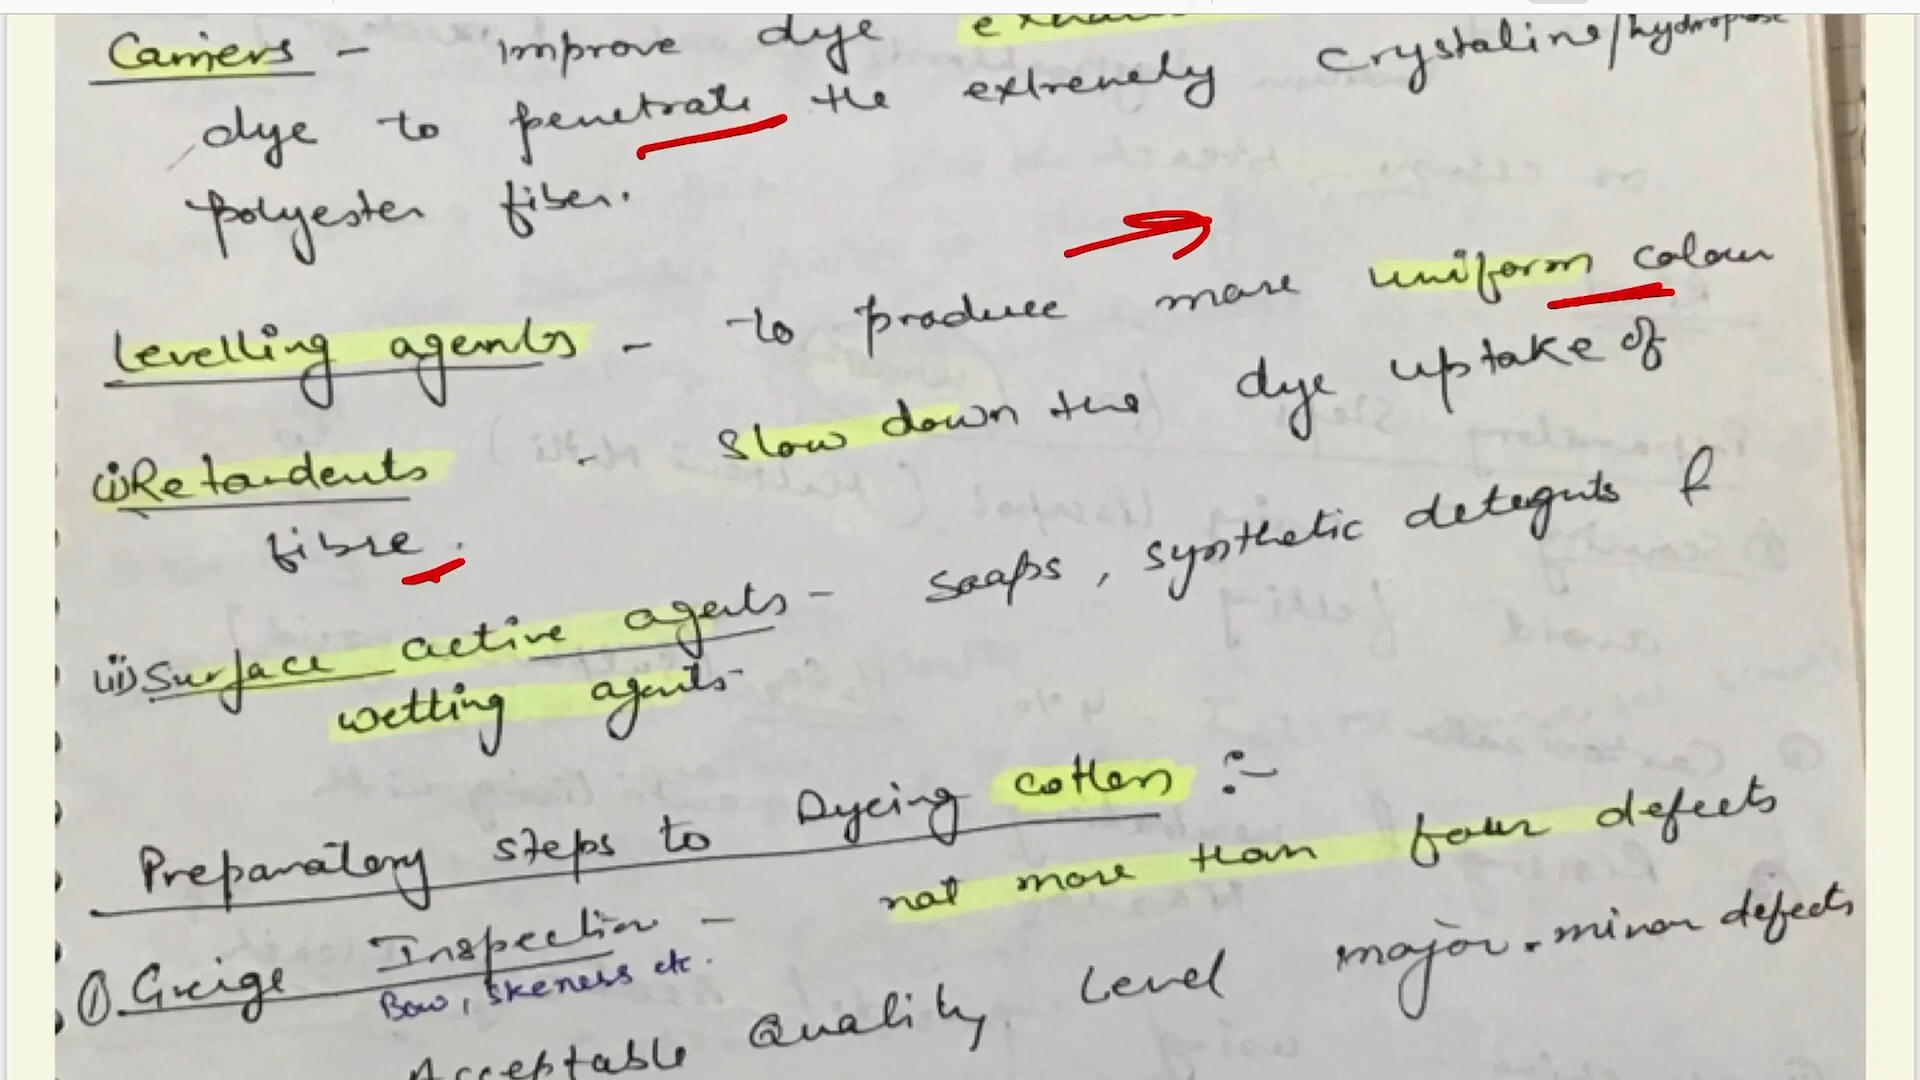 Carriers - improve dye
dye to penetrate the extremely crystaline/hydrophobic
polyester fiber.
Levelling agents - to produce more uniform colour
(i) Retardents - Slow down the dye uptake of
fibre.
(ii) Surface active agents - soaps, synthetic detegents &
wetting agents.
Preparatory steps to Dyeing cotton :-
① Greige Inspection - not more than four defects
Bow, skeness etc.
Acceptable Quality Level major. minor defects